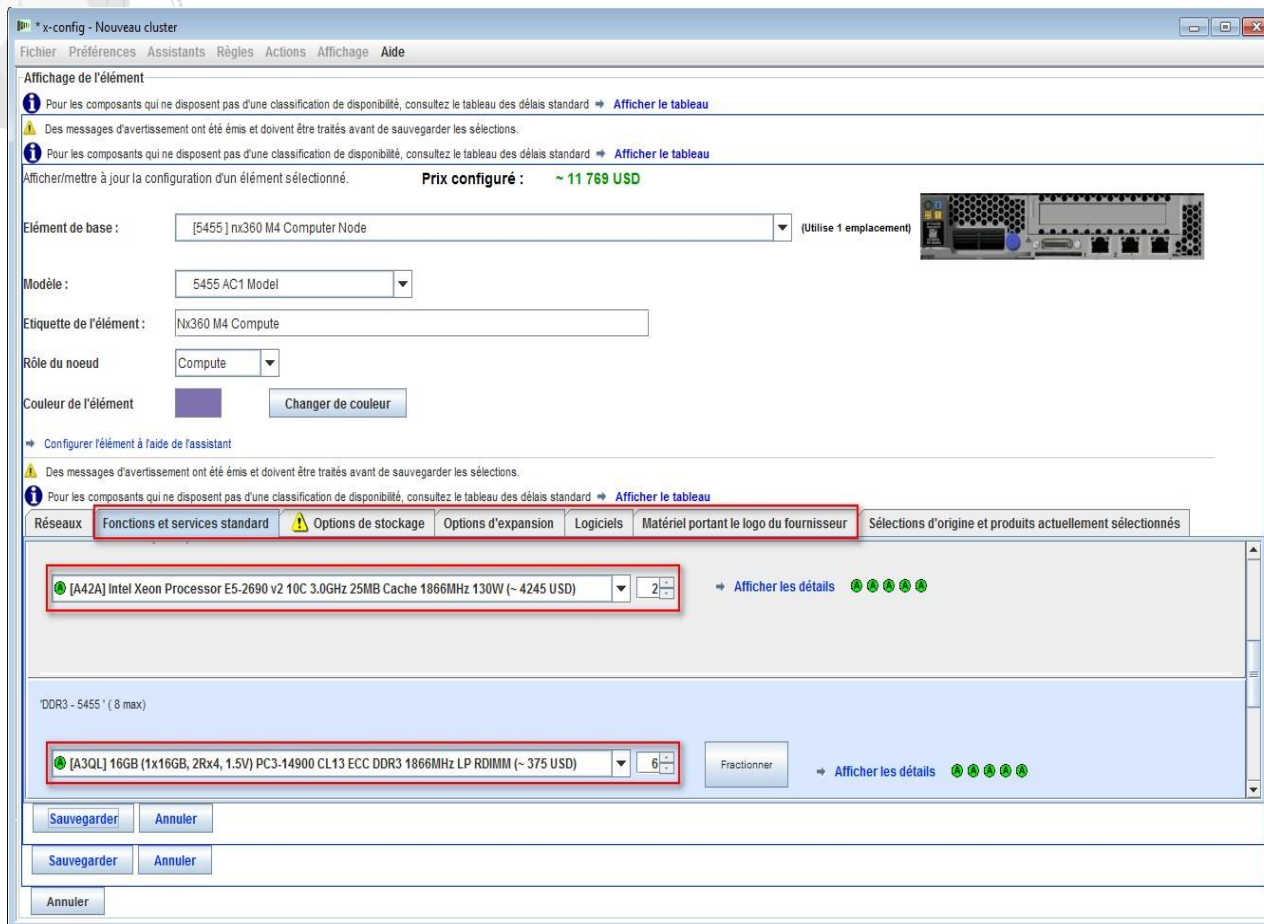 * x-config - Nouveau cluster
Fichier Préférences Assistants Règles Actions Affichage Aide
Affichage de l'élément
Pour les composants qui ne disposent pas d'une classification de disponibilité, consultez le tableau des délais standard Afficher le tableau
Des messages d'avertissement ont été émis et doivent être traités avant de sauvegarder les sélections.
Pour les composants qui ne disposent pas d'une classification de disponibilité, consultez le tableau des délais standard Afficher le tableau
Afficher/mettre à jour la configuration d'un élément sélectionné. Prix configuré : ~ 11 769 USD
Elément de base : [5455 ] nx360 M4 Computer Node (Utilise 1 emplacement)
Modèle : 5455 AC1 Model
Etiquette de l'élément : Nx360 M4 Compute
Rôle du noeud Compute
Couleur de l'élément Changer de couleur
Configurer l'élément à l'aide de l'assistant
Des messages d'avertissement ont été émis et doivent être traités avant de sauvegarder les sélections.
Pour les composants qui ne disposent pas d'une classification de disponibilité, consultez le tableau des délais standard Afficher le tableau
Réseaux Fonctions et services standard Options de stockage Options d'expansion Logiciels Matériel portant le logo du fournisseur Sélections d'origine et produits actuellement sélectionnés
A [A42A] Intel Xeon Processor E5-2690 v2 10C 3.0GHz 25MB Cache 1866MHz 130W (~ 4245 USD) 2 Afficher les détails A A A A A
'DDR3 - 5455 ' ( 8 max)
A [A3QL] 16GB (1x16GB, 2Rx4, 1.5V) PC3-14900 CL13 ECC DDR3 1866MHz LP RDIMM (~ 375 USD) 6 Fractionner Afficher les détails A A A A A
Sauvegarder Annuler
Sauvegarder Annuler
Annuler